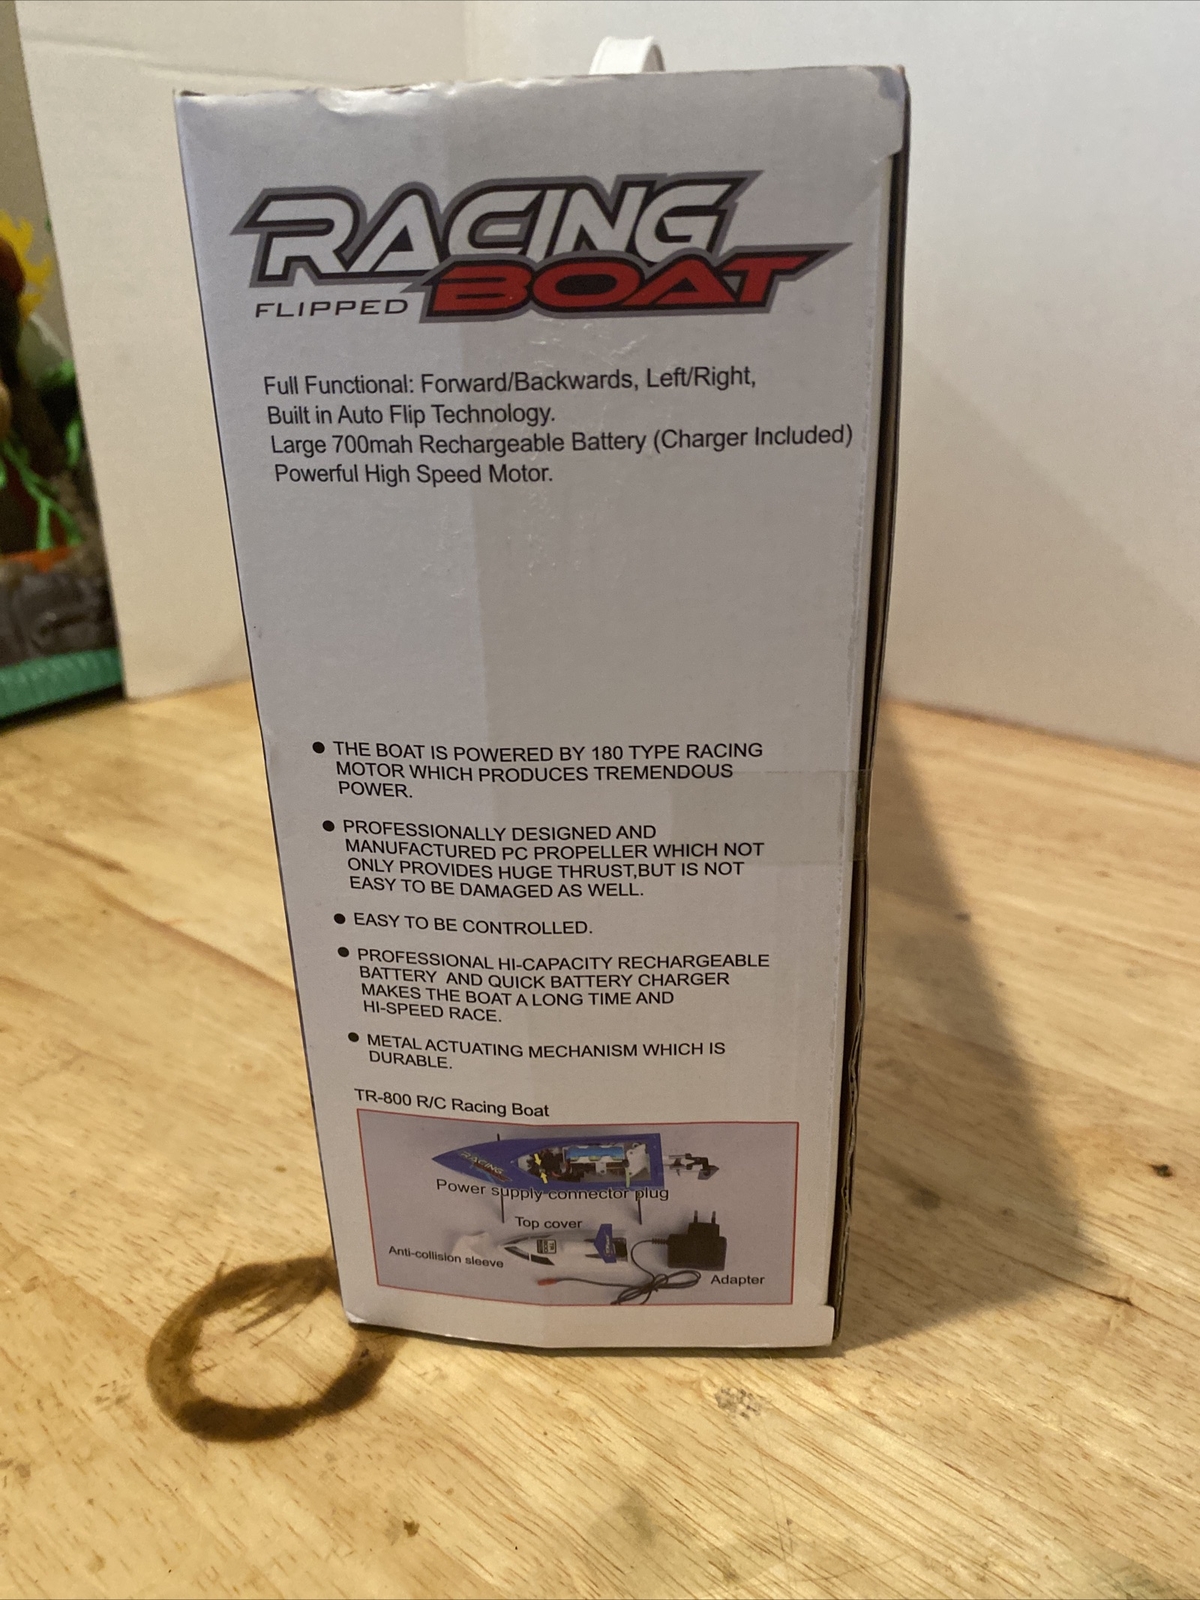 RACING
FLIPPED BOAT
Full Functional: Forward/Backwards, Left/Right,
Built in Auto Flip Technology.
Large 700mah Rechargeable Battery (Charger Included)
Powerful High Speed Motor.
● THE BOAT IS POWERED BY 180 TYPE RACING
MOTOR WHICH PRODUCES TREMENDOUS
POWER.
● PROFESSIONALLY DESIGNED AND
MANUFACTURED PC PROPELLER WHICH NOT
ONLY PROVIDES HUGE THRUST,BUT IS NOT
EASY TO BE DAMAGED AS WELL.
● EASY TO BE CONTROLLED.
● PROFESSIONAL HI-CAPACITY RECHARGEABLE
BATTERY AND QUICK BATTERY CHARGER
MAKES THE BOAT A LONG TIME AND
HI-SPEED RACE.
● METAL ACTUATING MECHANISM WHICH IS
DURABLE.
TR-800 R/C Racing Boat
RACING
Power supply connector plug
Top cover
Anti-collision sleeve
Adapter